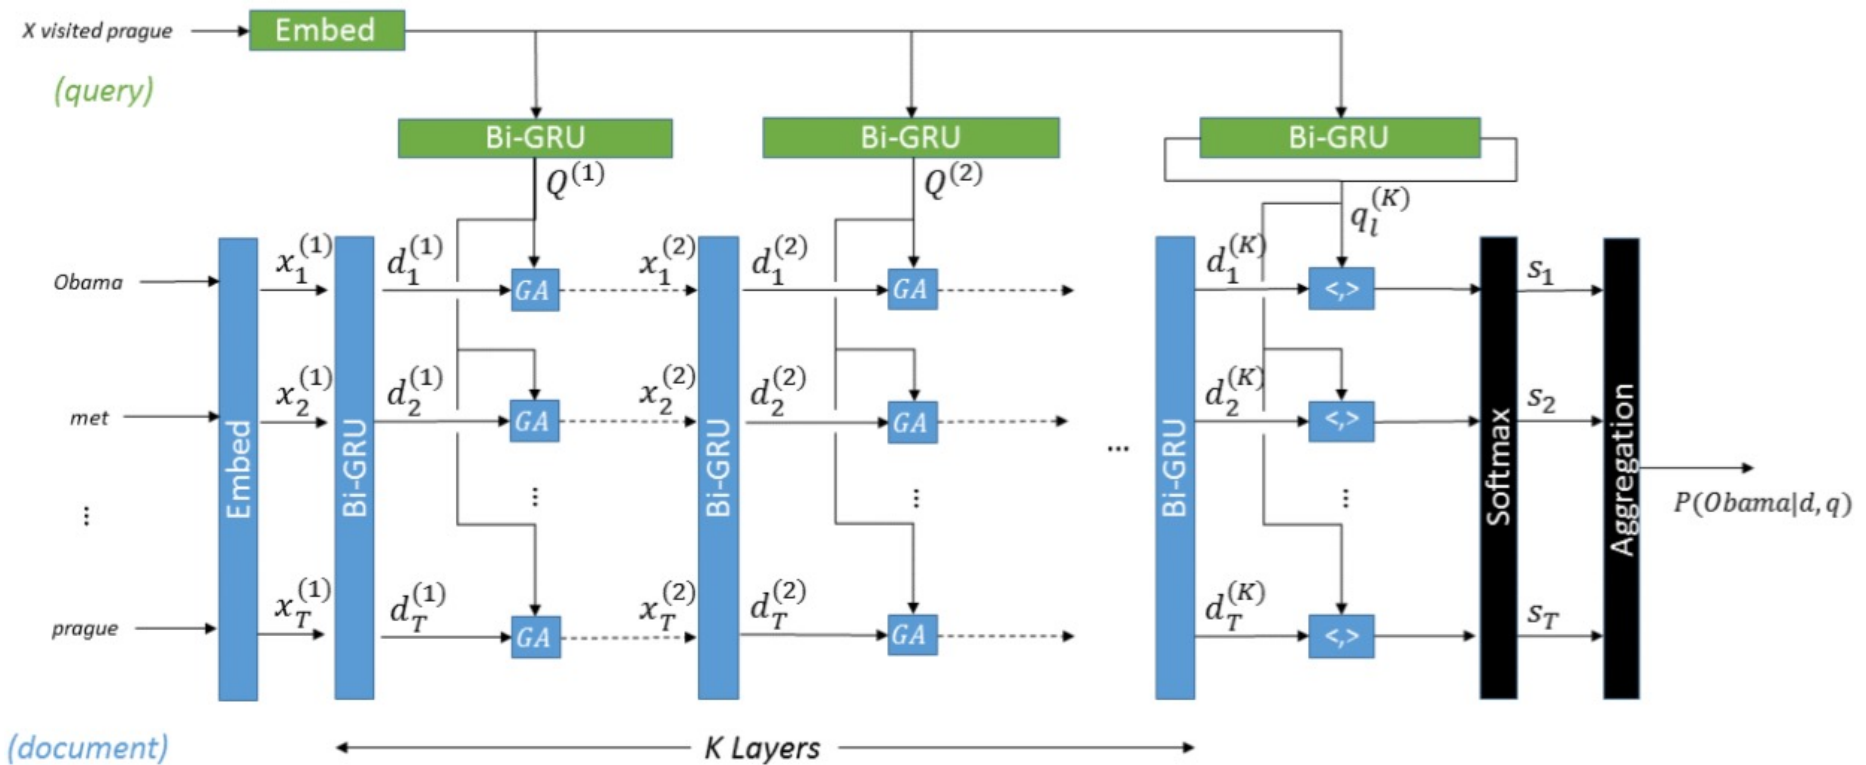 X visited prague Embed
(query)
Bi-GRU Bi-GRU Bi-GRU
Q^{(1)} Q^{(2)} q_l^{(K)}
Obama x_1^{(1)} d_1^{(1)} GA x_1^{(2)} d_1^{(2)} GA d_1^{(K)} <,> s_1
met x_2^{(1)} d_2^{(1)} GA x_2^{(2)} d_2^{(2)} GA ... d_2^{(K)} <,> s_2
⋮ Embed Bi-GRU ⋮ Bi-GRU ⋮ Bi-GRU ⋮ Softmax Aggregation P(Obama|d,q)
prague x_T^{(1)} d_T^{(1)} GA x_T^{(2)} d_T^{(2)} GA d_T^{(K)} <,> s_T
(document) K Layers